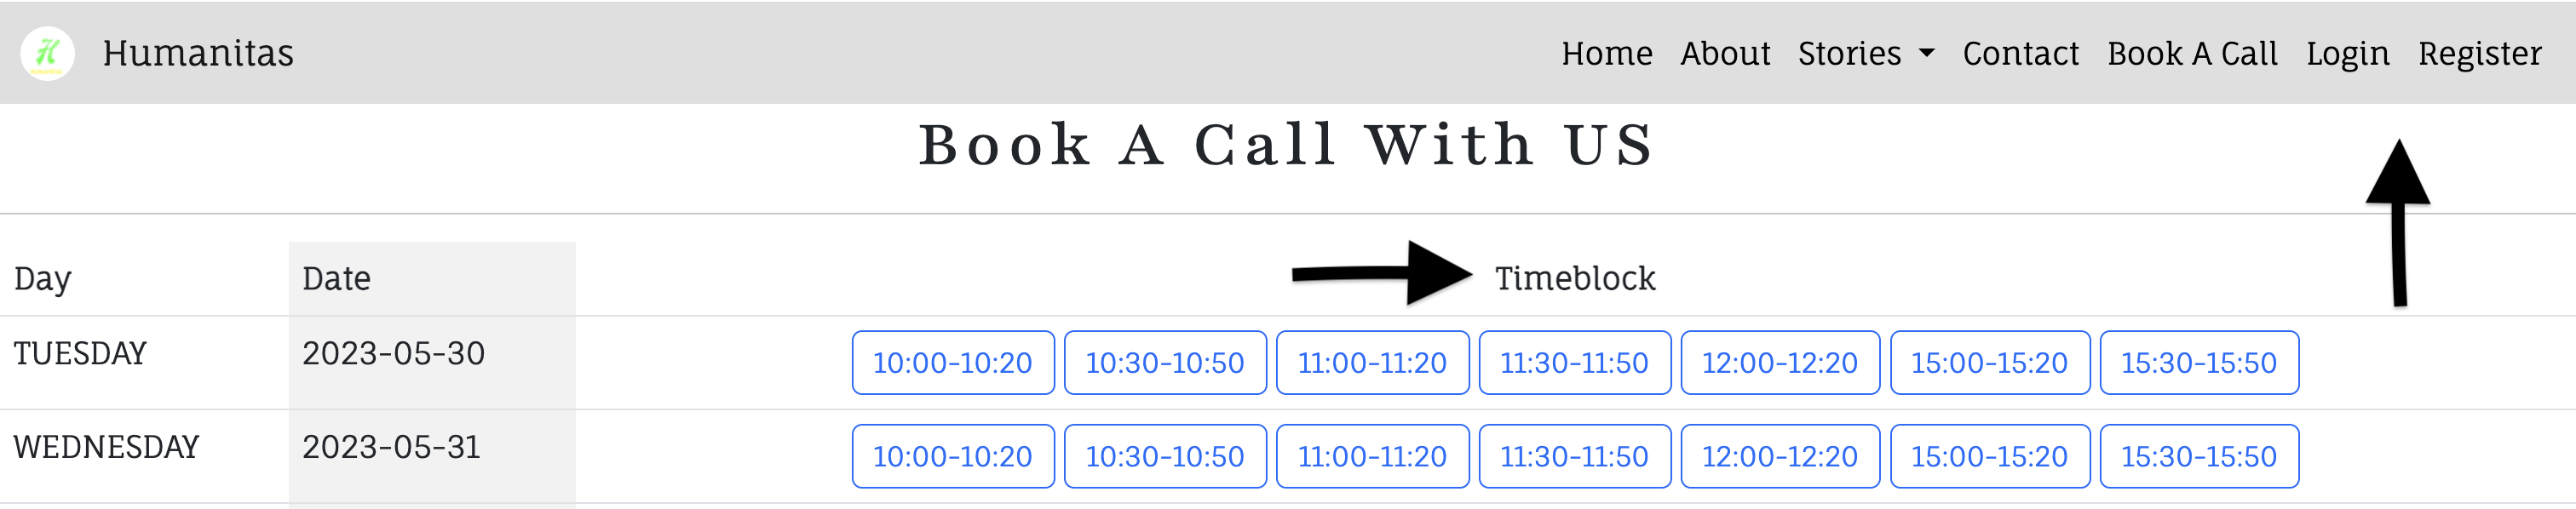 Humanitas Home About Stories Contact Book A Call Login Register
Book A Call With US
Day Date Timeblock
TUESDAY 2023-05-30 10:00-10:20 10:30-10:50 11:00-11:20 11:30-11:50 12:00-12:20 15:00-15:20 15:30-15:50
WEDNESDAY 2023-05-31 10:00-10:20 10:30-10:50 11:00-11:20 11:30-11:50 12:00-12:20 15:00-15:20 15:30-15:50